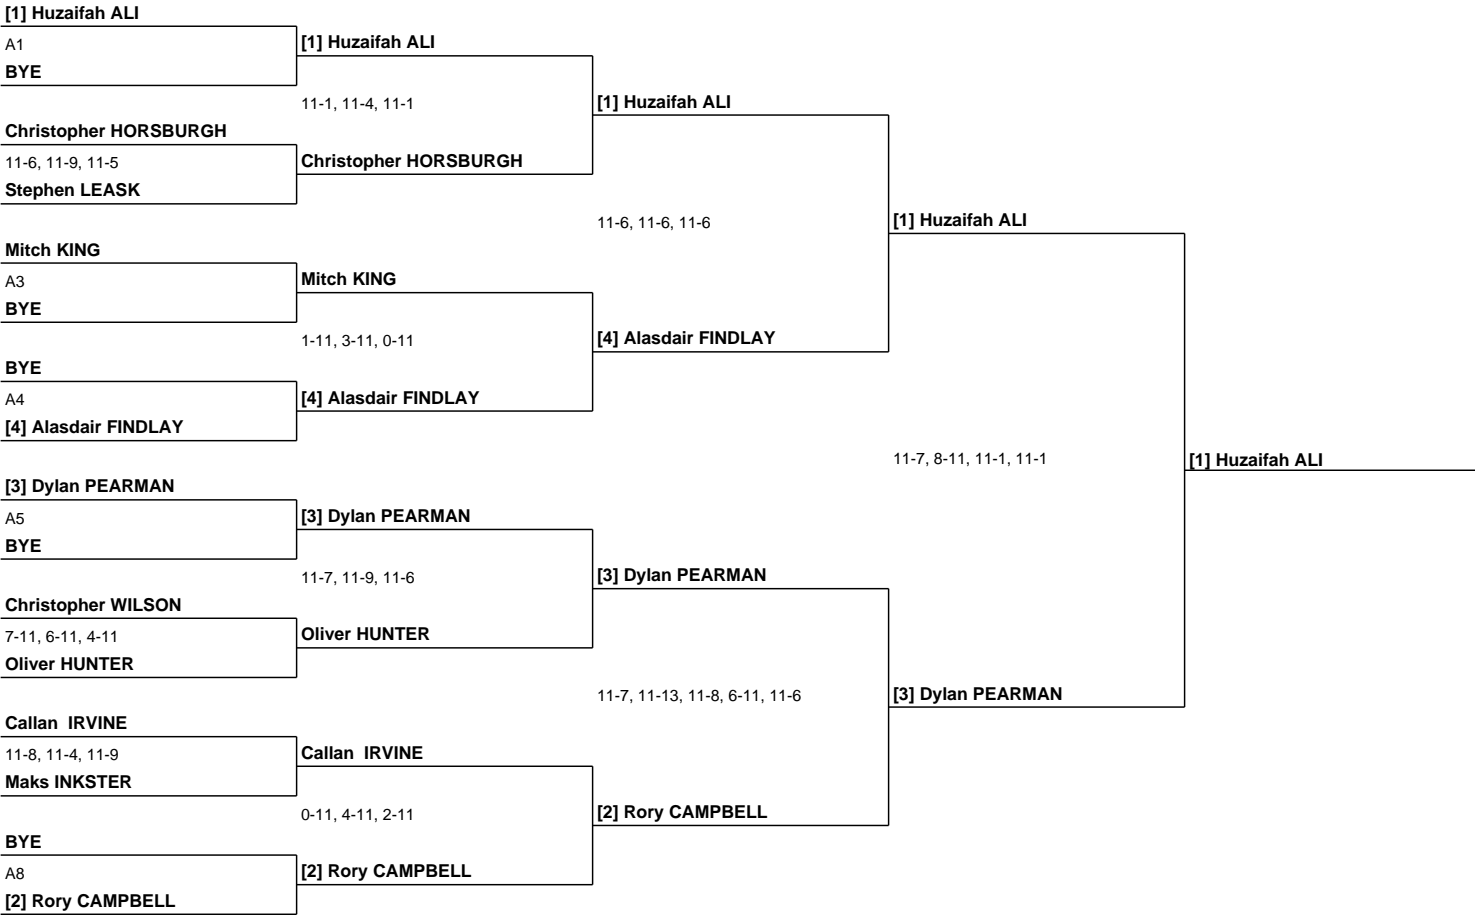 [1] Huzaifah ALI
A1
BYE
Christopher HORSBURGH
11-6, 11-9, 11-5
Stephen LEASK
Mitch KING
A3
BYE
BYE
A4
[4] Alasdair FINDLAY
[3] Dylan PEARMAN
A5
BYE
Christopher WILSON
7-11, 6-11, 4-11
Oliver HUNTER
Callan  IRVINE
11-8, 11-4, 11-9
Maks INKSTER
BYE
A8
[2] Rory CAMPBELL
[1] Huzaifah ALI
11-1, 11-4, 11-1
Christopher HORSBURGH
Mitch KING
1-11, 3-11, 0-11
[4] Alasdair FINDLAY
[3] Dylan PEARMAN
11-7, 11-9, 11-6
Oliver HUNTER
Callan  IRVINE
0-11, 4-11, 2-11
[2] Rory CAMPBELL
[1] Huzaifah ALI
11-6, 11-6, 11-6
[4] Alasdair FINDLAY
[3] Dylan PEARMAN
11-7, 11-13, 11-8, 6-11, 11-6
[2] Rory CAMPBELL
[1] Huzaifah ALI
11-7, 8-11, 11-1, 11-1
[3] Dylan PEARMAN
[1] Huzaifah ALI